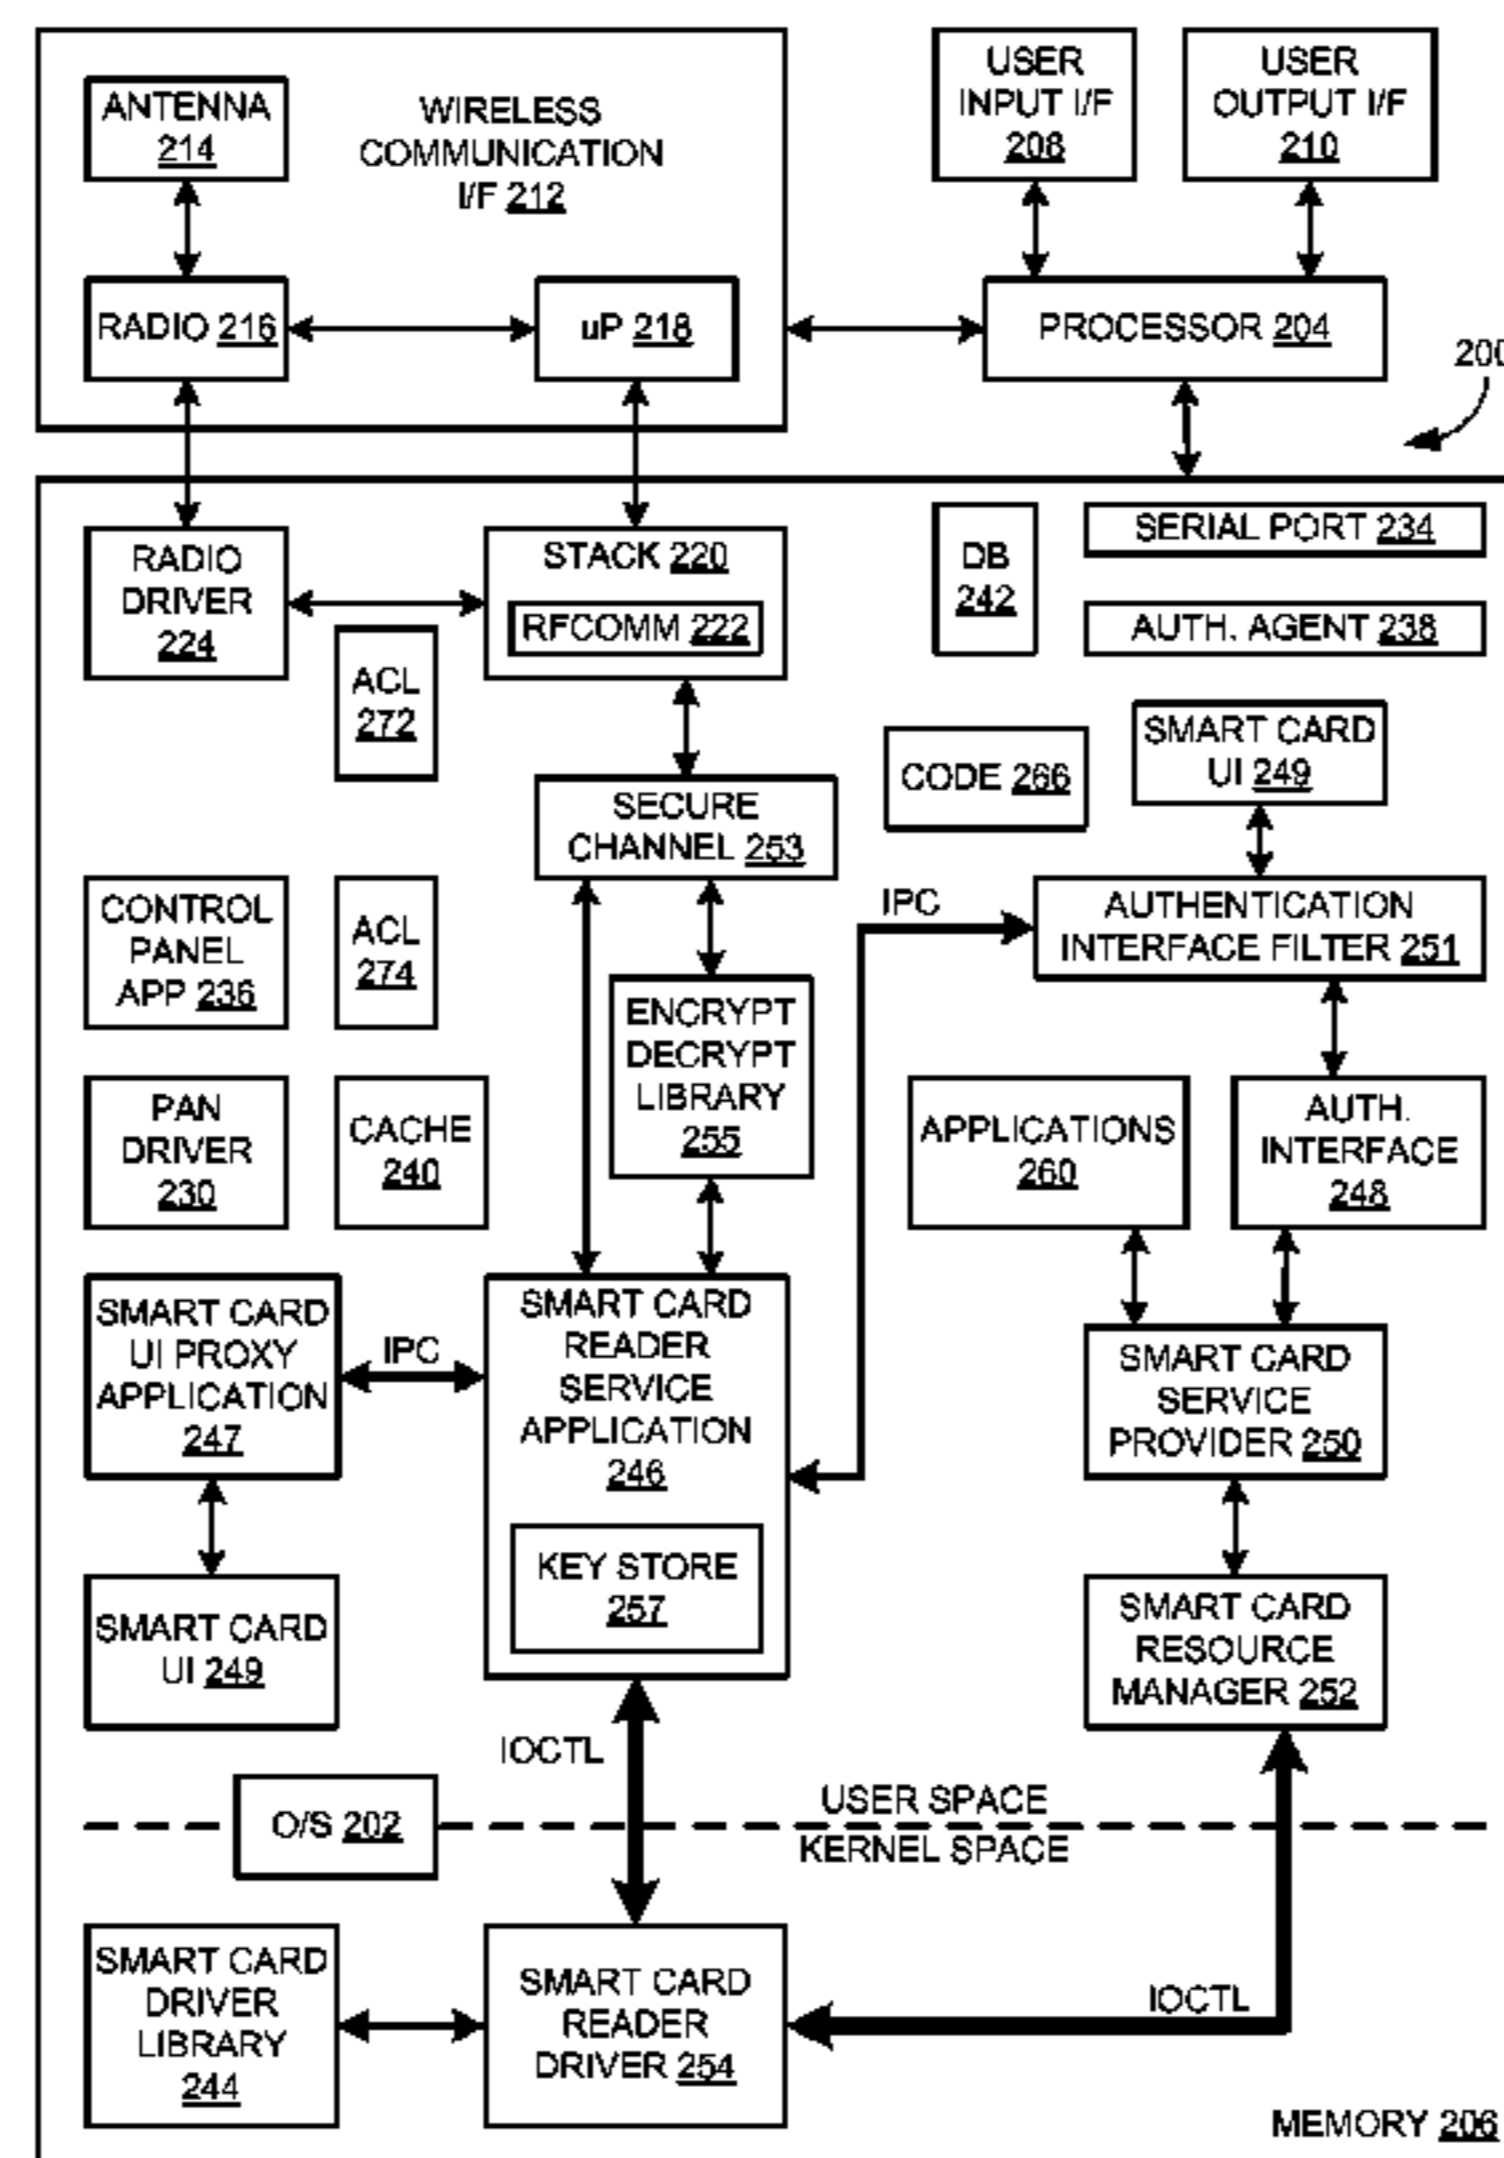 ANTENNA
214
WIRELESS
COMMUNICATION
I/F 212
USER
INPUT I/F
208
USER
OUTPUT I/F
210
RADIO 216
uP 218
PROCESSOR 204
200
RADIO
DRIVER
224
STACK 220
RFCOMM 222
DB
242
SERIAL PORT 234
AUTH. AGENT 238
ACL
272
SECURE
CHANNEL 253
CODE 266
SMART CARD
UI 249
CONTROL
PANEL
APP 236
ACL
274
IPC
AUTHENTICATION
INTERFACE FILTER 251
ENCRYPT
DECRYPT
LIBRARY
255
PAN
DRIVER
230
CACHE
240
APPLICATIONS
260
AUTH.
INTERFACE
248
SMART CARD
UI PROXY
APPLICATION
247
IPC
SMART CARD
READER
SERVICE
APPLICATION
246
KEY STORE
257
SMART CARD
SERVICE
PROVIDER 250
SMART CARD
UI 249
SMART CARD
RESOURCE
MANAGER 252
IOCTL
O/S 202
USER SPACE
KERNEL SPACE
SMART CARD
DRIVER
LIBRARY
244
SMART CARD
READER
DRIVER 254
IOCTL
MEMORY 206